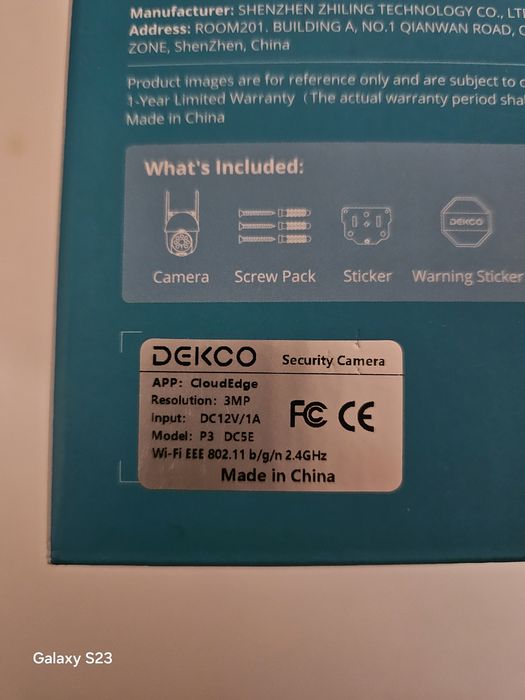 Manufacturer: SHENZHEN ZHILING TECHNOLOGY CO., LT
Address: ROOM201. BUILDING A, NO.1 QIANWAN ROAD,
ZONE, ShenZhen, China
Product images are for reference only and are subject to
1-Year Limited Warranty（The actual warranty period
Made in China
What's Included:
DEKCO
Camera Screw Pack Sticker Warning Sticker
DEKCO Security Camera
APP: CloudEdge
Resolution: 3MP
Input: DC12V/1A
FC CE
Model: P3 DC5E
Wi-Fi EEE 802.11 b/g/n 2.4GHz
Made in China
Galaxy S23